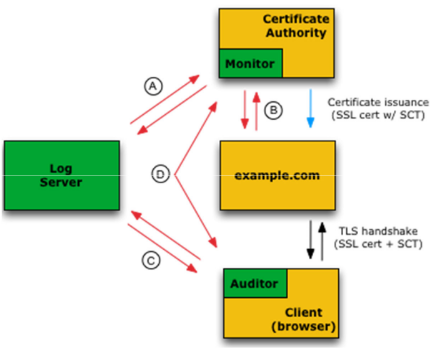 Certificate
Authority
Monitor
A
B
Certificate issuance
(SSL cert w/ SCT)
Log
Server
D
example.com
TLS handshake
(SSL cert + SCT)
C
Auditor
Client
(browser)